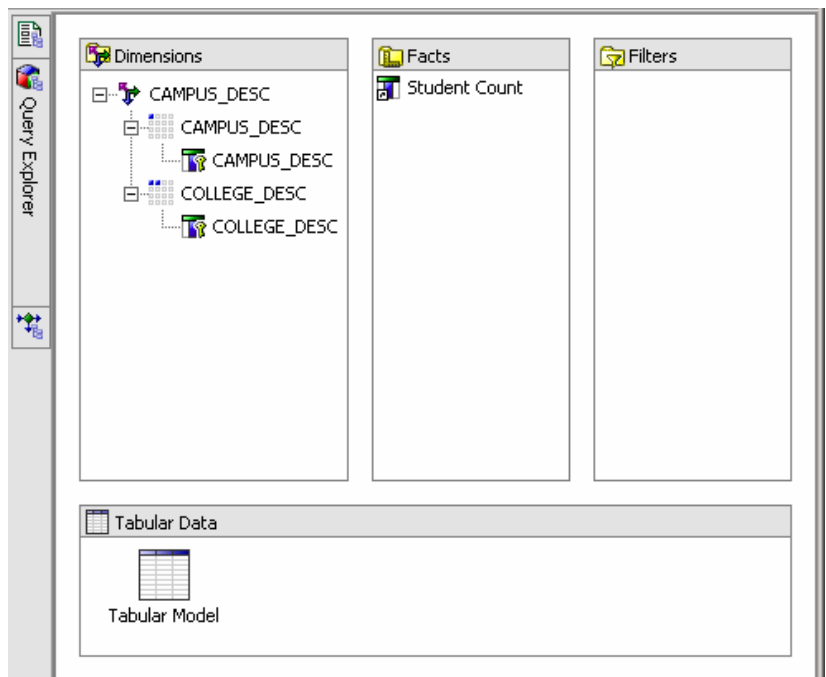 Query Explorer
Dimensions
CAMPUS_DESC
CAMPUS_DESC
CAMPUS_DESC
COLLEGE_DESC
COLLEGE_DESC
Facts
Student Count
Filters
Tabular Data
Tabular Model